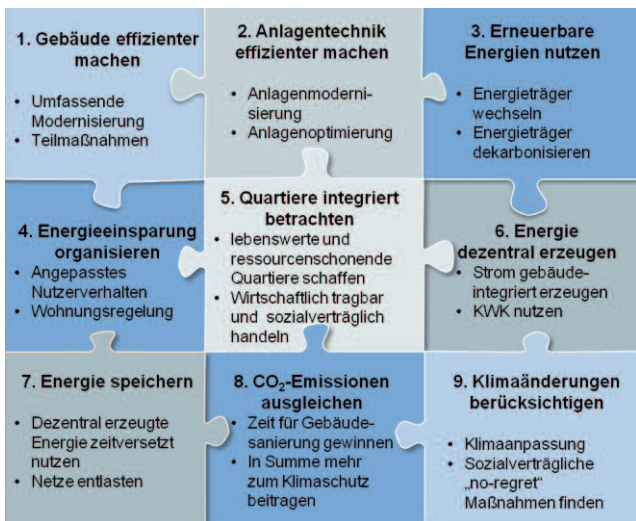 1. Gebäude effizienter
machen
• Umfassende
Modernisierung
• Teilmaßnahmen
2. Anlagentechnik
effizienter machen
• Anlagenmoderni-
sierung
• Anlagenoptimierung
3. Erneuerbare
Energien nutzen
• Energieträger
wechseln
• Energieträger
dekarbonisieren
4. Energieeinsparung
organisieren
• Angepasstes
Nutzerverhalten
• Wohnungsregelung
5. Quartiere integriert
betrachten
• lebenswerte und
ressourcenschonende
Quartiere schaffen
• Wirtschaftlich tragbar
und sozialverträglich
handeln
6. Energie
dezentral erzeugen
• Strom gebäude-
integriert erzeugen
• KWK nutzen
7. Energie speichern
• Dezentral erzeugte
Energie zeitversetzt
nutzen
• Netze entlasten
8. CO₂-Emissionen
ausgleichen
• Zeit für Gebäude-
sanierung gewinnen
• In Summe mehr
zum Klimaschutz
beitragen
9. Klimaänderungen
berücksichtigen
• Klimaanpassung
• Sozialverträgliche
„no-regret“
Maßnahmen finden